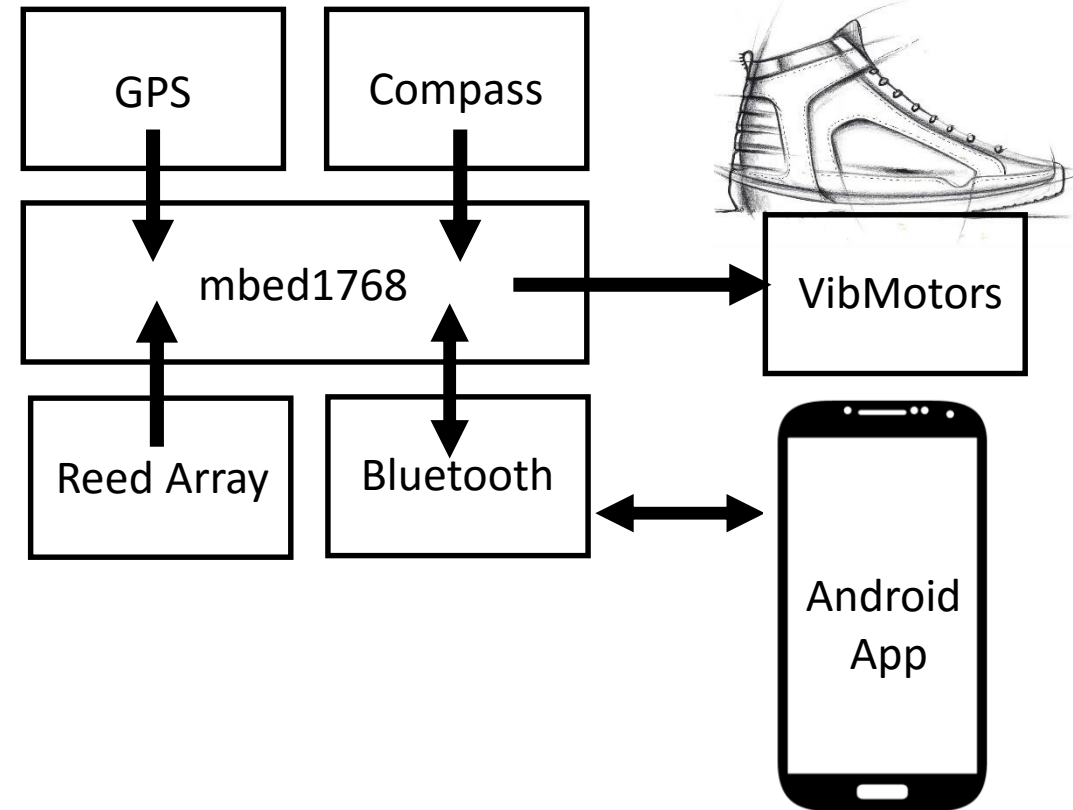 GPS
Compass
mbed1768
VibMotors
Reed Array
Bluetooth
Android
App